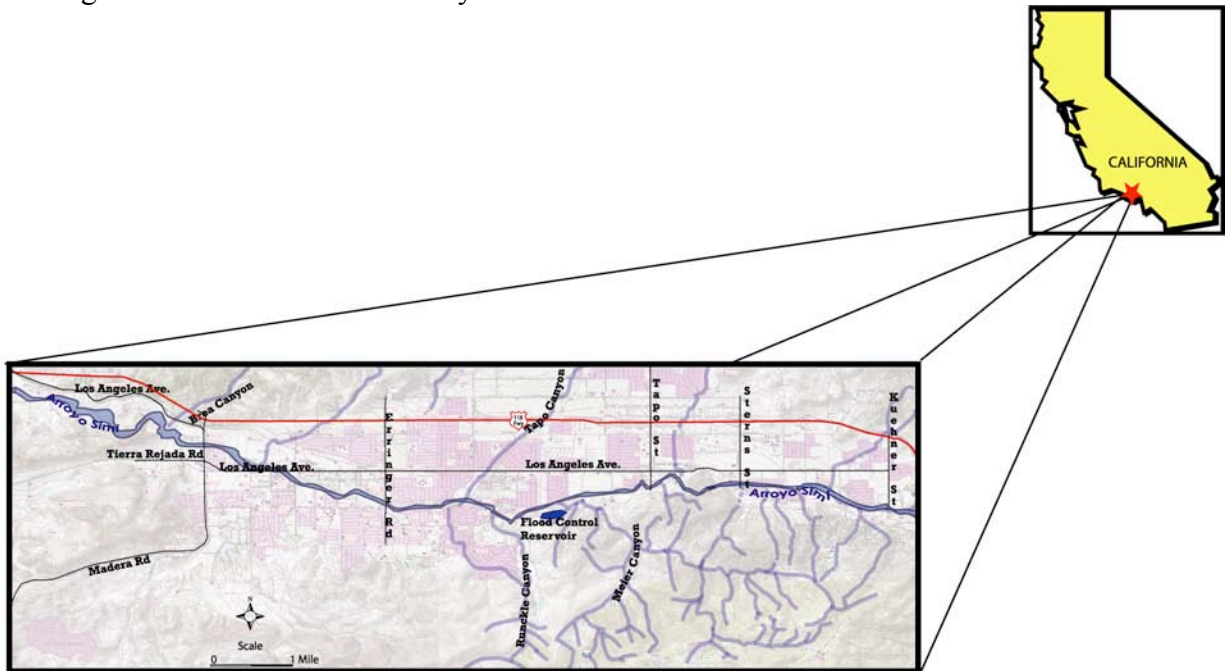 CALIFORNIA
Los Angeles Ave.
Brea Canyon
Arroyo Simi
Tierra Rejada Rd
Los Angeles Ave.
Madera Rd
Erringer Rd
118
Tapo Canyon
Los Angeles Ave.
Tapo St
Sterns St
Kuehner St
Arroyo Simi
Flood Control
Reservoir
Runckle Canyon
Meier Canyon
N
Scale
0 1 Mile